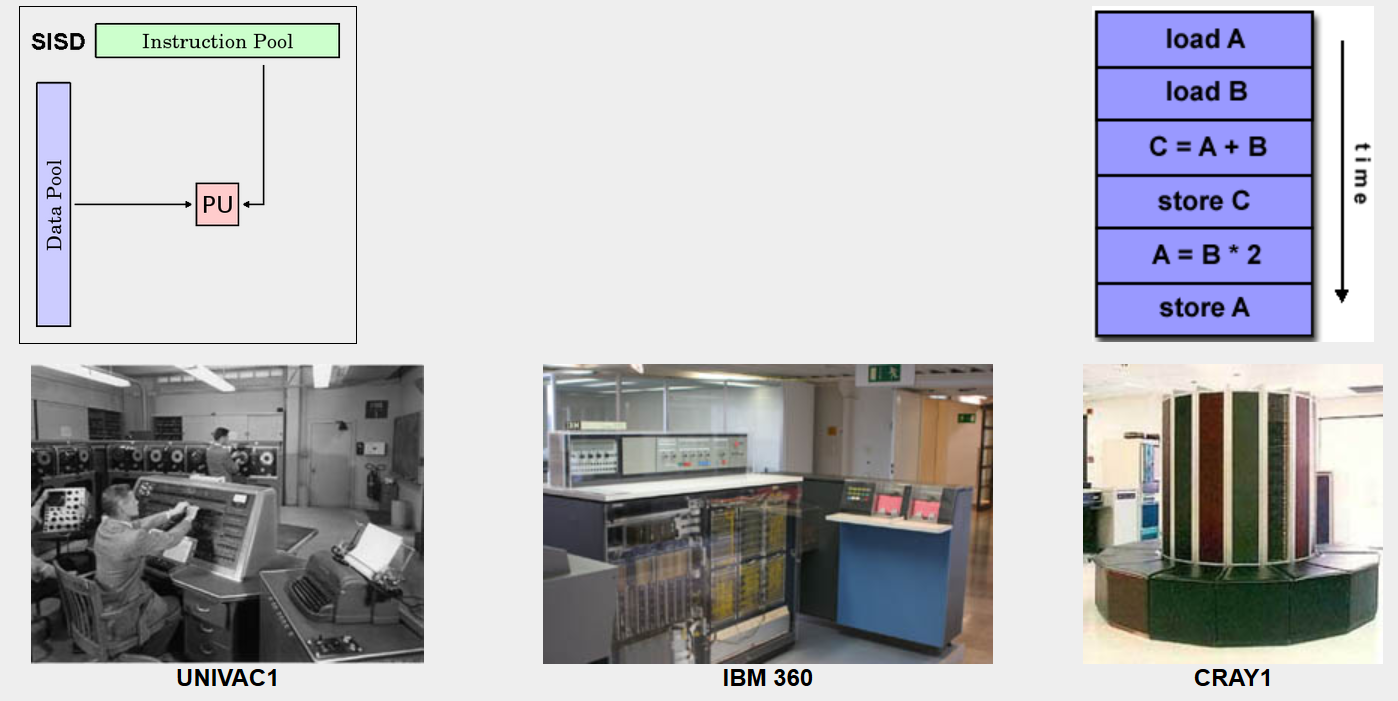 SISD
Instruction Pool
Data Pool
PU
load A
load B
C = A + B
store C
A = B * 2
store A
time
UNIVAC1
IBM 360
CRAY1